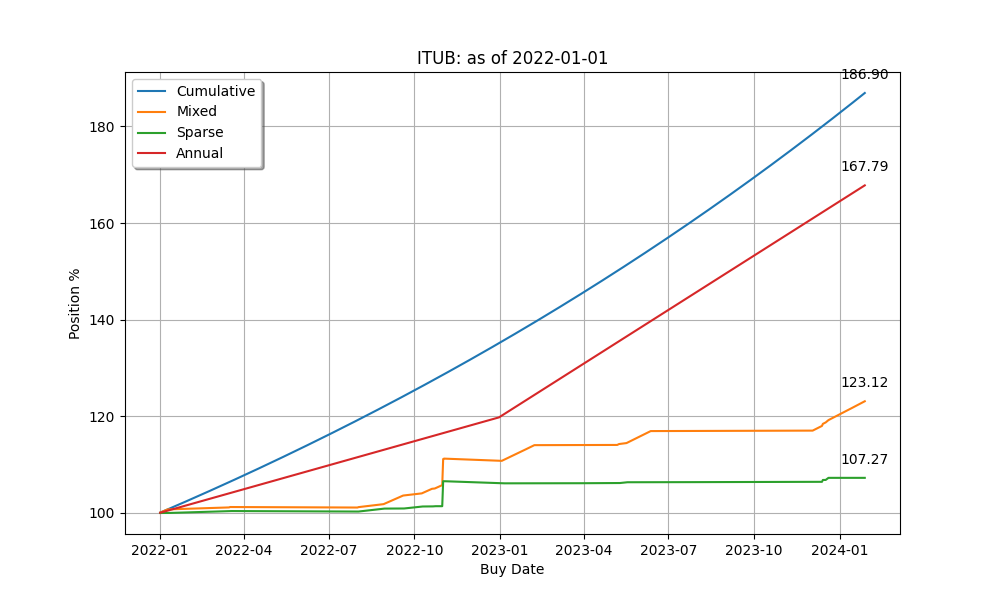 ITUB: as of 2022-01-01
186.90
Cumulative
Mixed
Sparse
Annual
180
167.79
160
Position %
140
123.12
120
107.27
100
2022-01 2022-04 2022-07 2022-10 2023-01 2023-04 2023-07 2023-10 2024-01
Buy Date